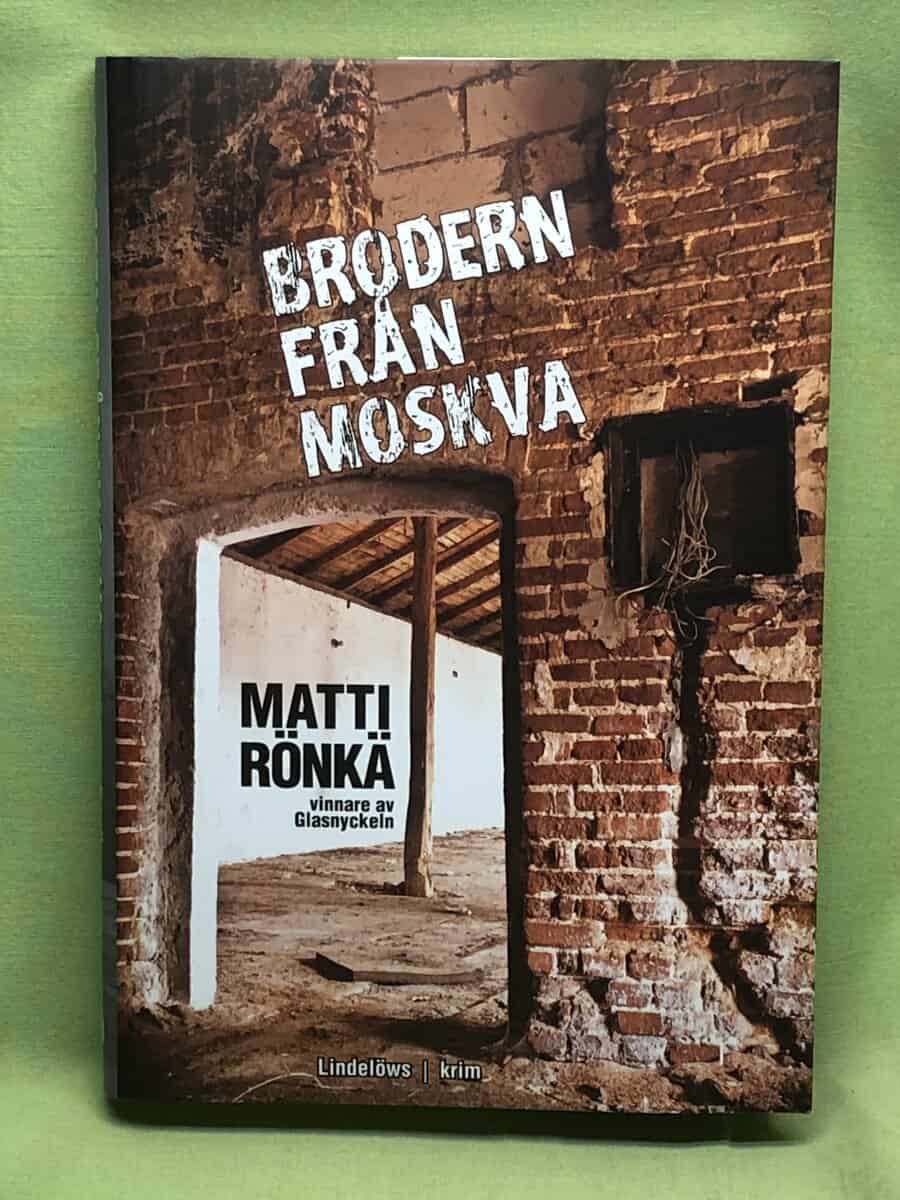 BRODERN
FRÅN
MOSKVA
MATTI
RÖNKÄ
vinnare av
Glasnyckeln
Lindelöws | krim